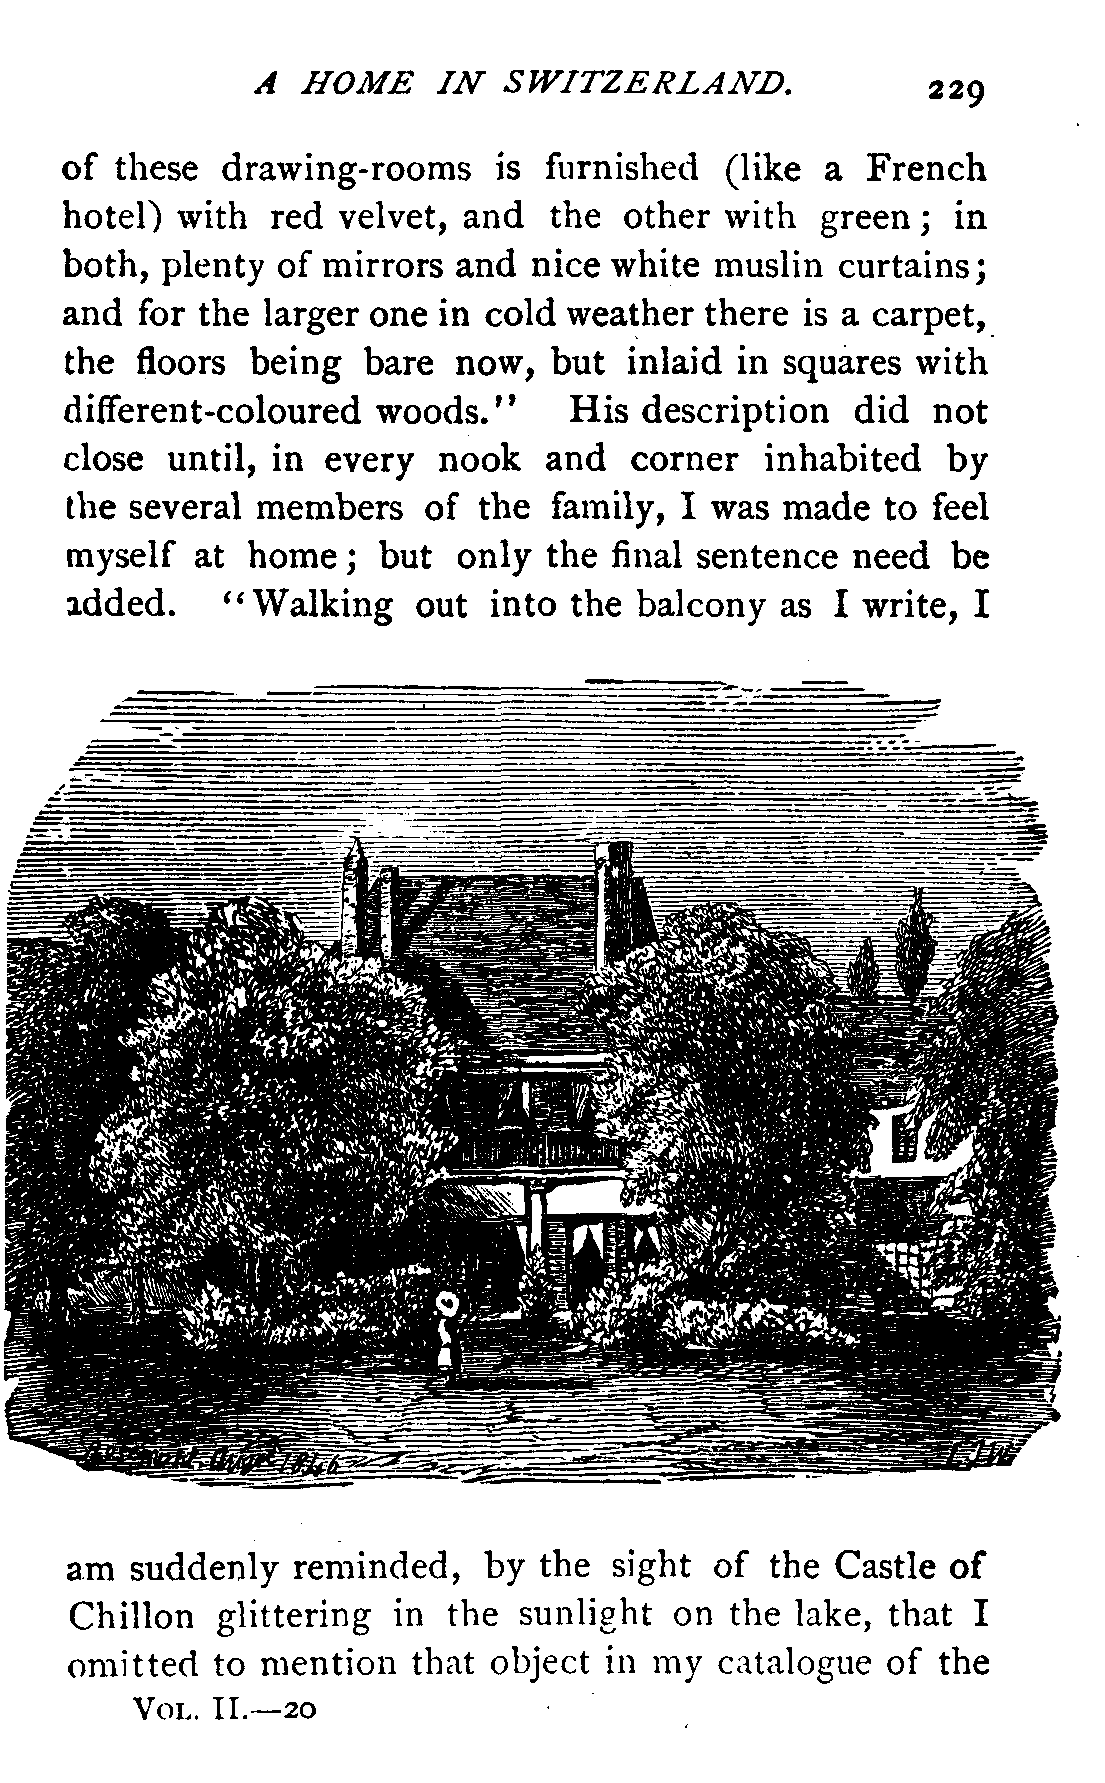 A HOME IN SWITZERLAND. 229
of these drawing-rooms is furnished (like a French
hotel) with red velvet, and the other with green; in
both, plenty of mirrors and nice white muslin curtains;
and for the larger one in cold weather there is a carpet,
the floors being bare now, but inlaid in squares with
different-coloured woods." His description did not
close until, in every nook and corner inhabited by
the several members of the family, I was made to feel
myself at home; but only the final sentence need be
added. "Walking out into the balcony as I write, I
1846
am suddenly reminded, by the sight of the Castle of
Chillon glittering in the sunlight on the lake, that I
omitted to mention that object in my catalogue of the
VOL. II.—20